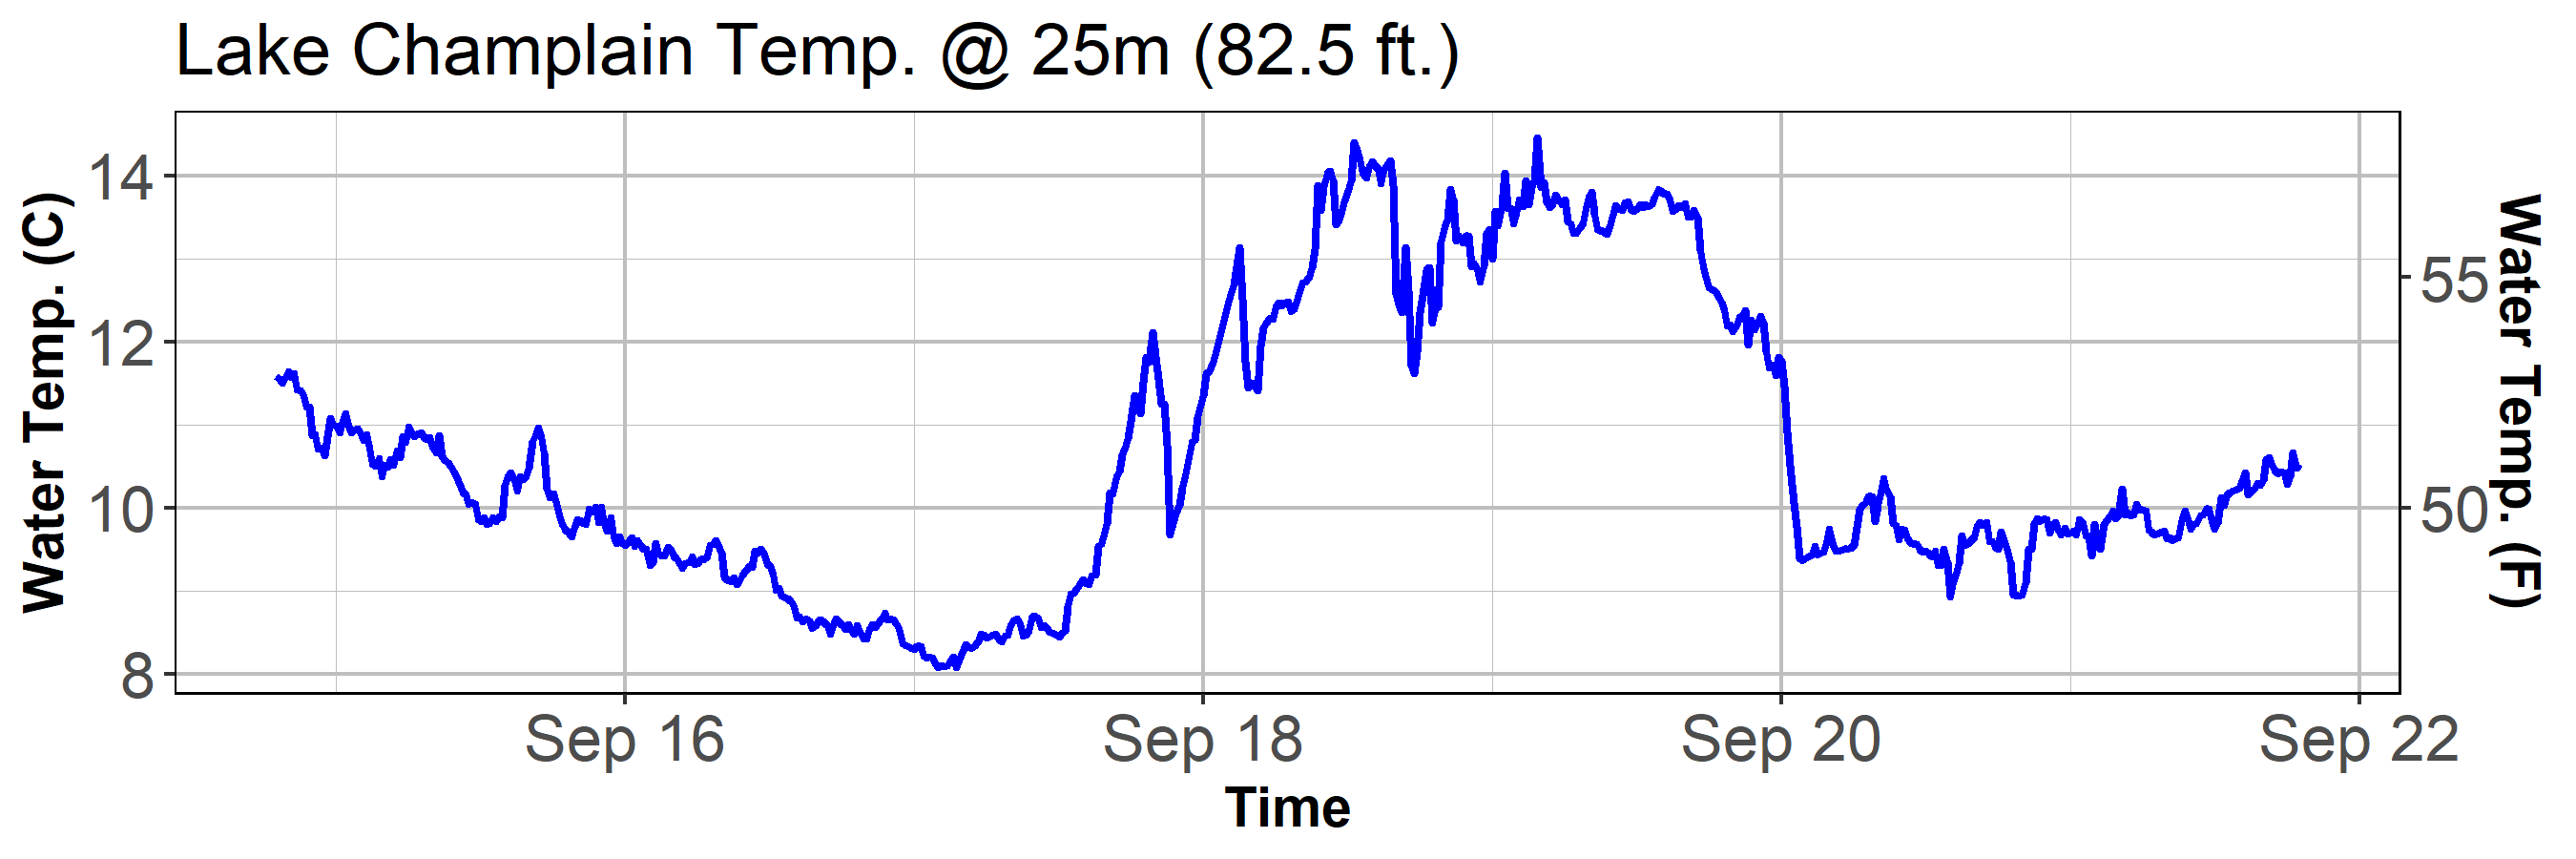 Lake Champlain Temp. @ 25m (82.5 ft.)
Water Temp. (C)
14
12
10
8
55
50
Water Temp. (F)
Sep 16
Sep 18
Sep 20
Sep 22
Time